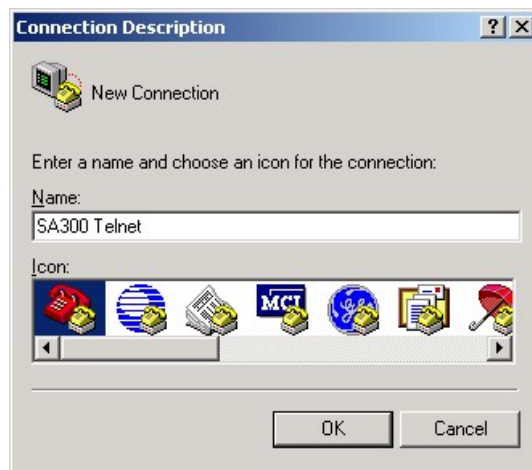 Connection Description
New Connection
Enter a name and choose an icon for the connection:
Name:
SA300 Telnet
Icon:
MCI
OK
Cancel